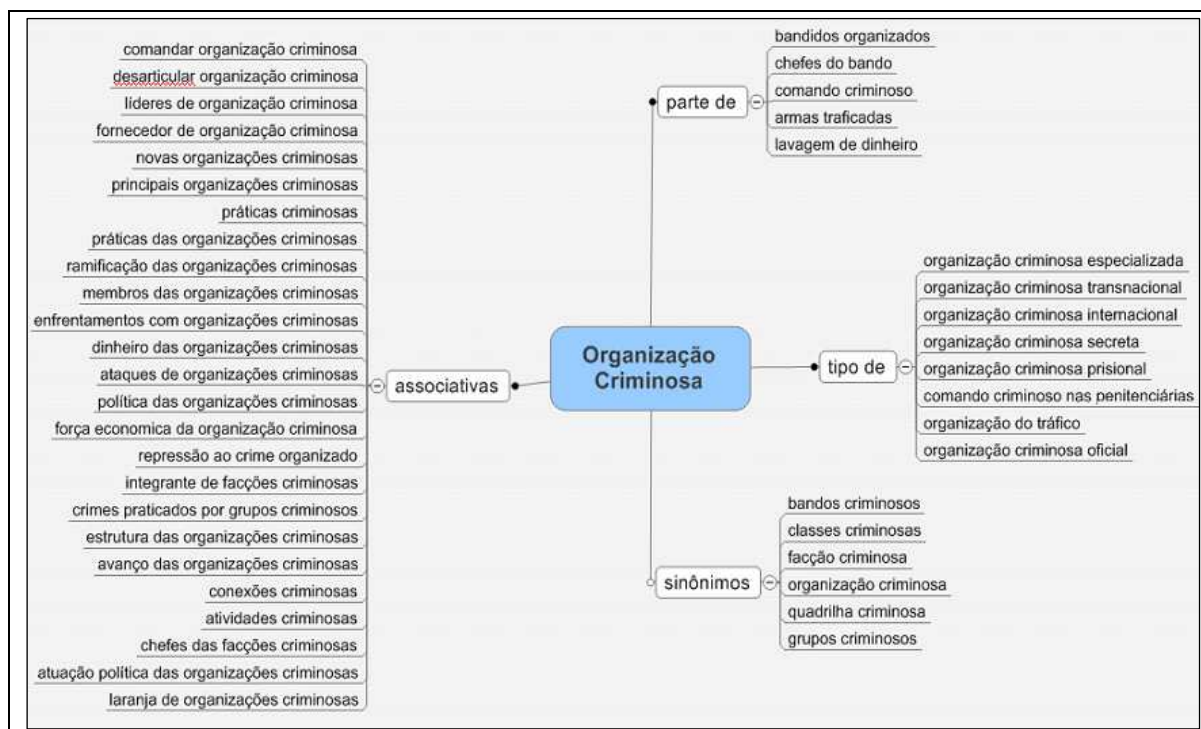 comandar organização criminosa
desarticular organização criminosa
líderes de organização criminosa
fornecedor de organização criminosa
novas organizações criminosas
principais organizações criminosas
práticas criminosas
práticas das organizações criminosas
ramificação das organizações criminosas
membros das organizações criminosas
enfrentamentos com organizações criminosas
dinheiro das organizações criminosas
ataques de organizações criminosas
política das organizações criminosas
força economica da organização criminosa
repressão ao crime organizado
integrante de facções criminosas
crimes praticados por grupos criminosos
estrutura das organizações criminosas
avanço das organizações criminosas
conexões criminosas
atividades criminosas
chefes das facções criminosas
atuação política das organizações criminosas
laranja de organizações criminosas
associativas
Organização
Criminosa
parte de
bandidos organizados
chefes do bando
comando criminoso
armas traficadas
lavagem de dinheiro
tipo de
organização criminosa especializada
organização criminosa transnacional
organização criminosa internacional
organização criminosa secreta
organização criminosa prisional
comando criminoso nas penitenciárias
organização do tráfico
organização criminosa oficial
sinônimos
bandos criminosos
classes criminosas
facção criminosa
organização criminosa
quadrilha criminosa
grupos criminosos